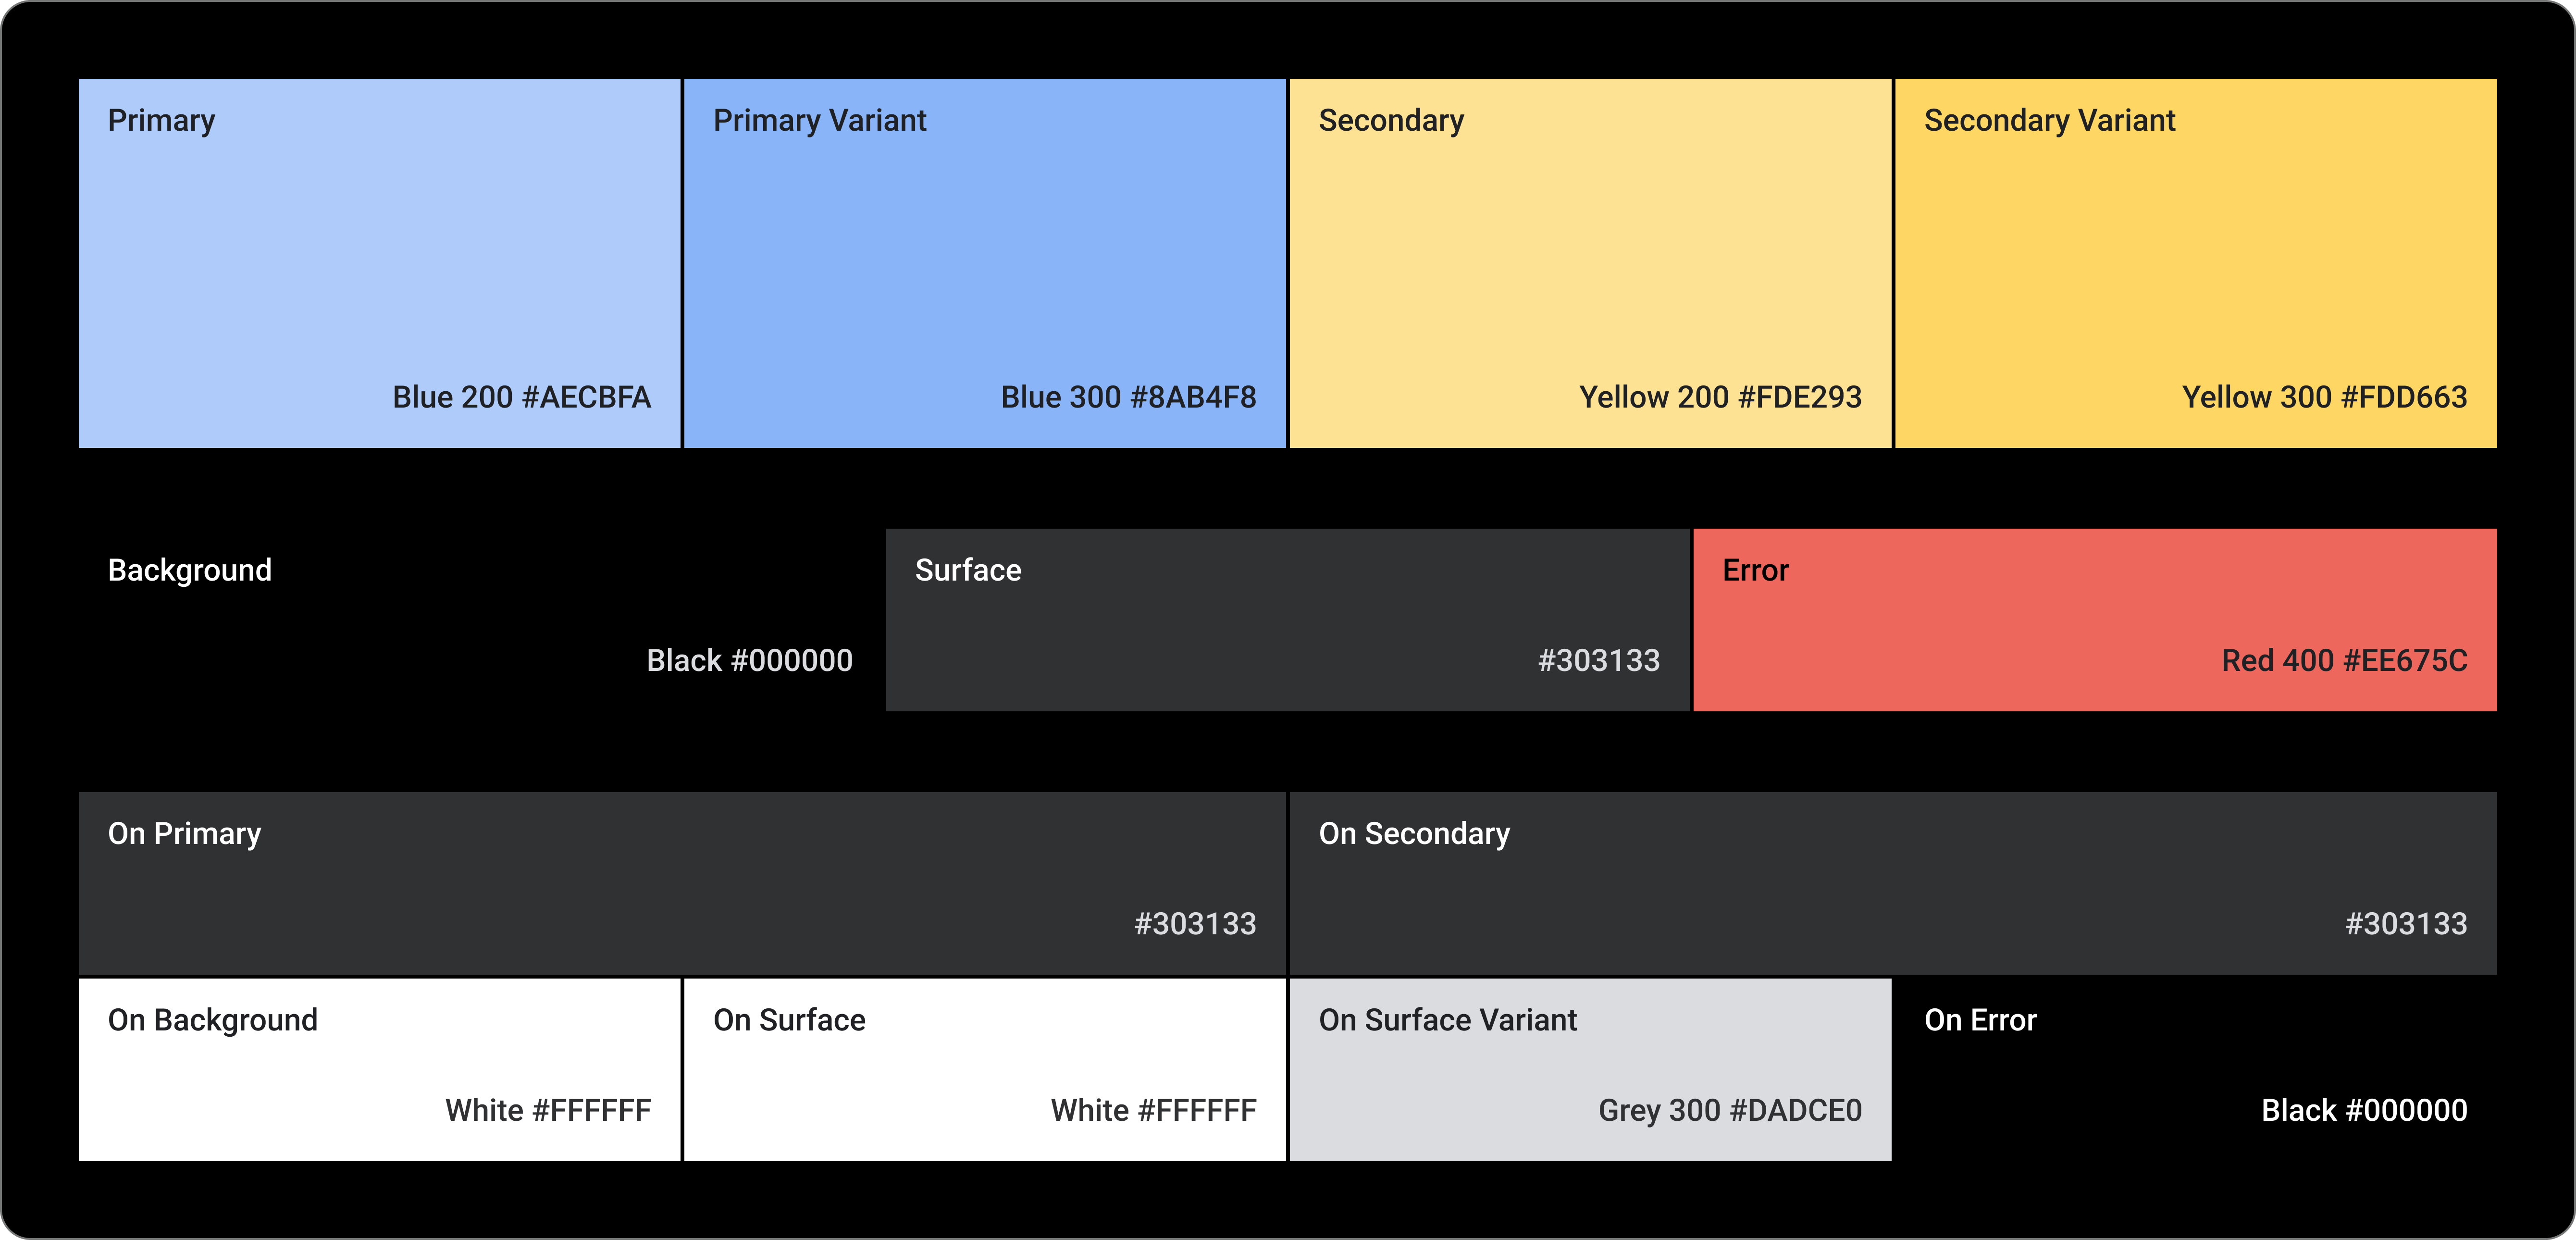 Primary
Blue 200 #AECBFA
Primary Variant
Blue 300 #8AB4F8
Secondary
Yellow 200 #FDE293
Secondary Variant
Yellow 300 #FDD663
Background
Black #000000
Surface
#303133
Error
Red 400 #EE675C
On Primary
#303133
On Secondary
#303133
On Background
White #FFFFFF
On Surface
White #FFFFFF
On Surface Variant
Grey 300 #DADCE0
On Error
Black #000000